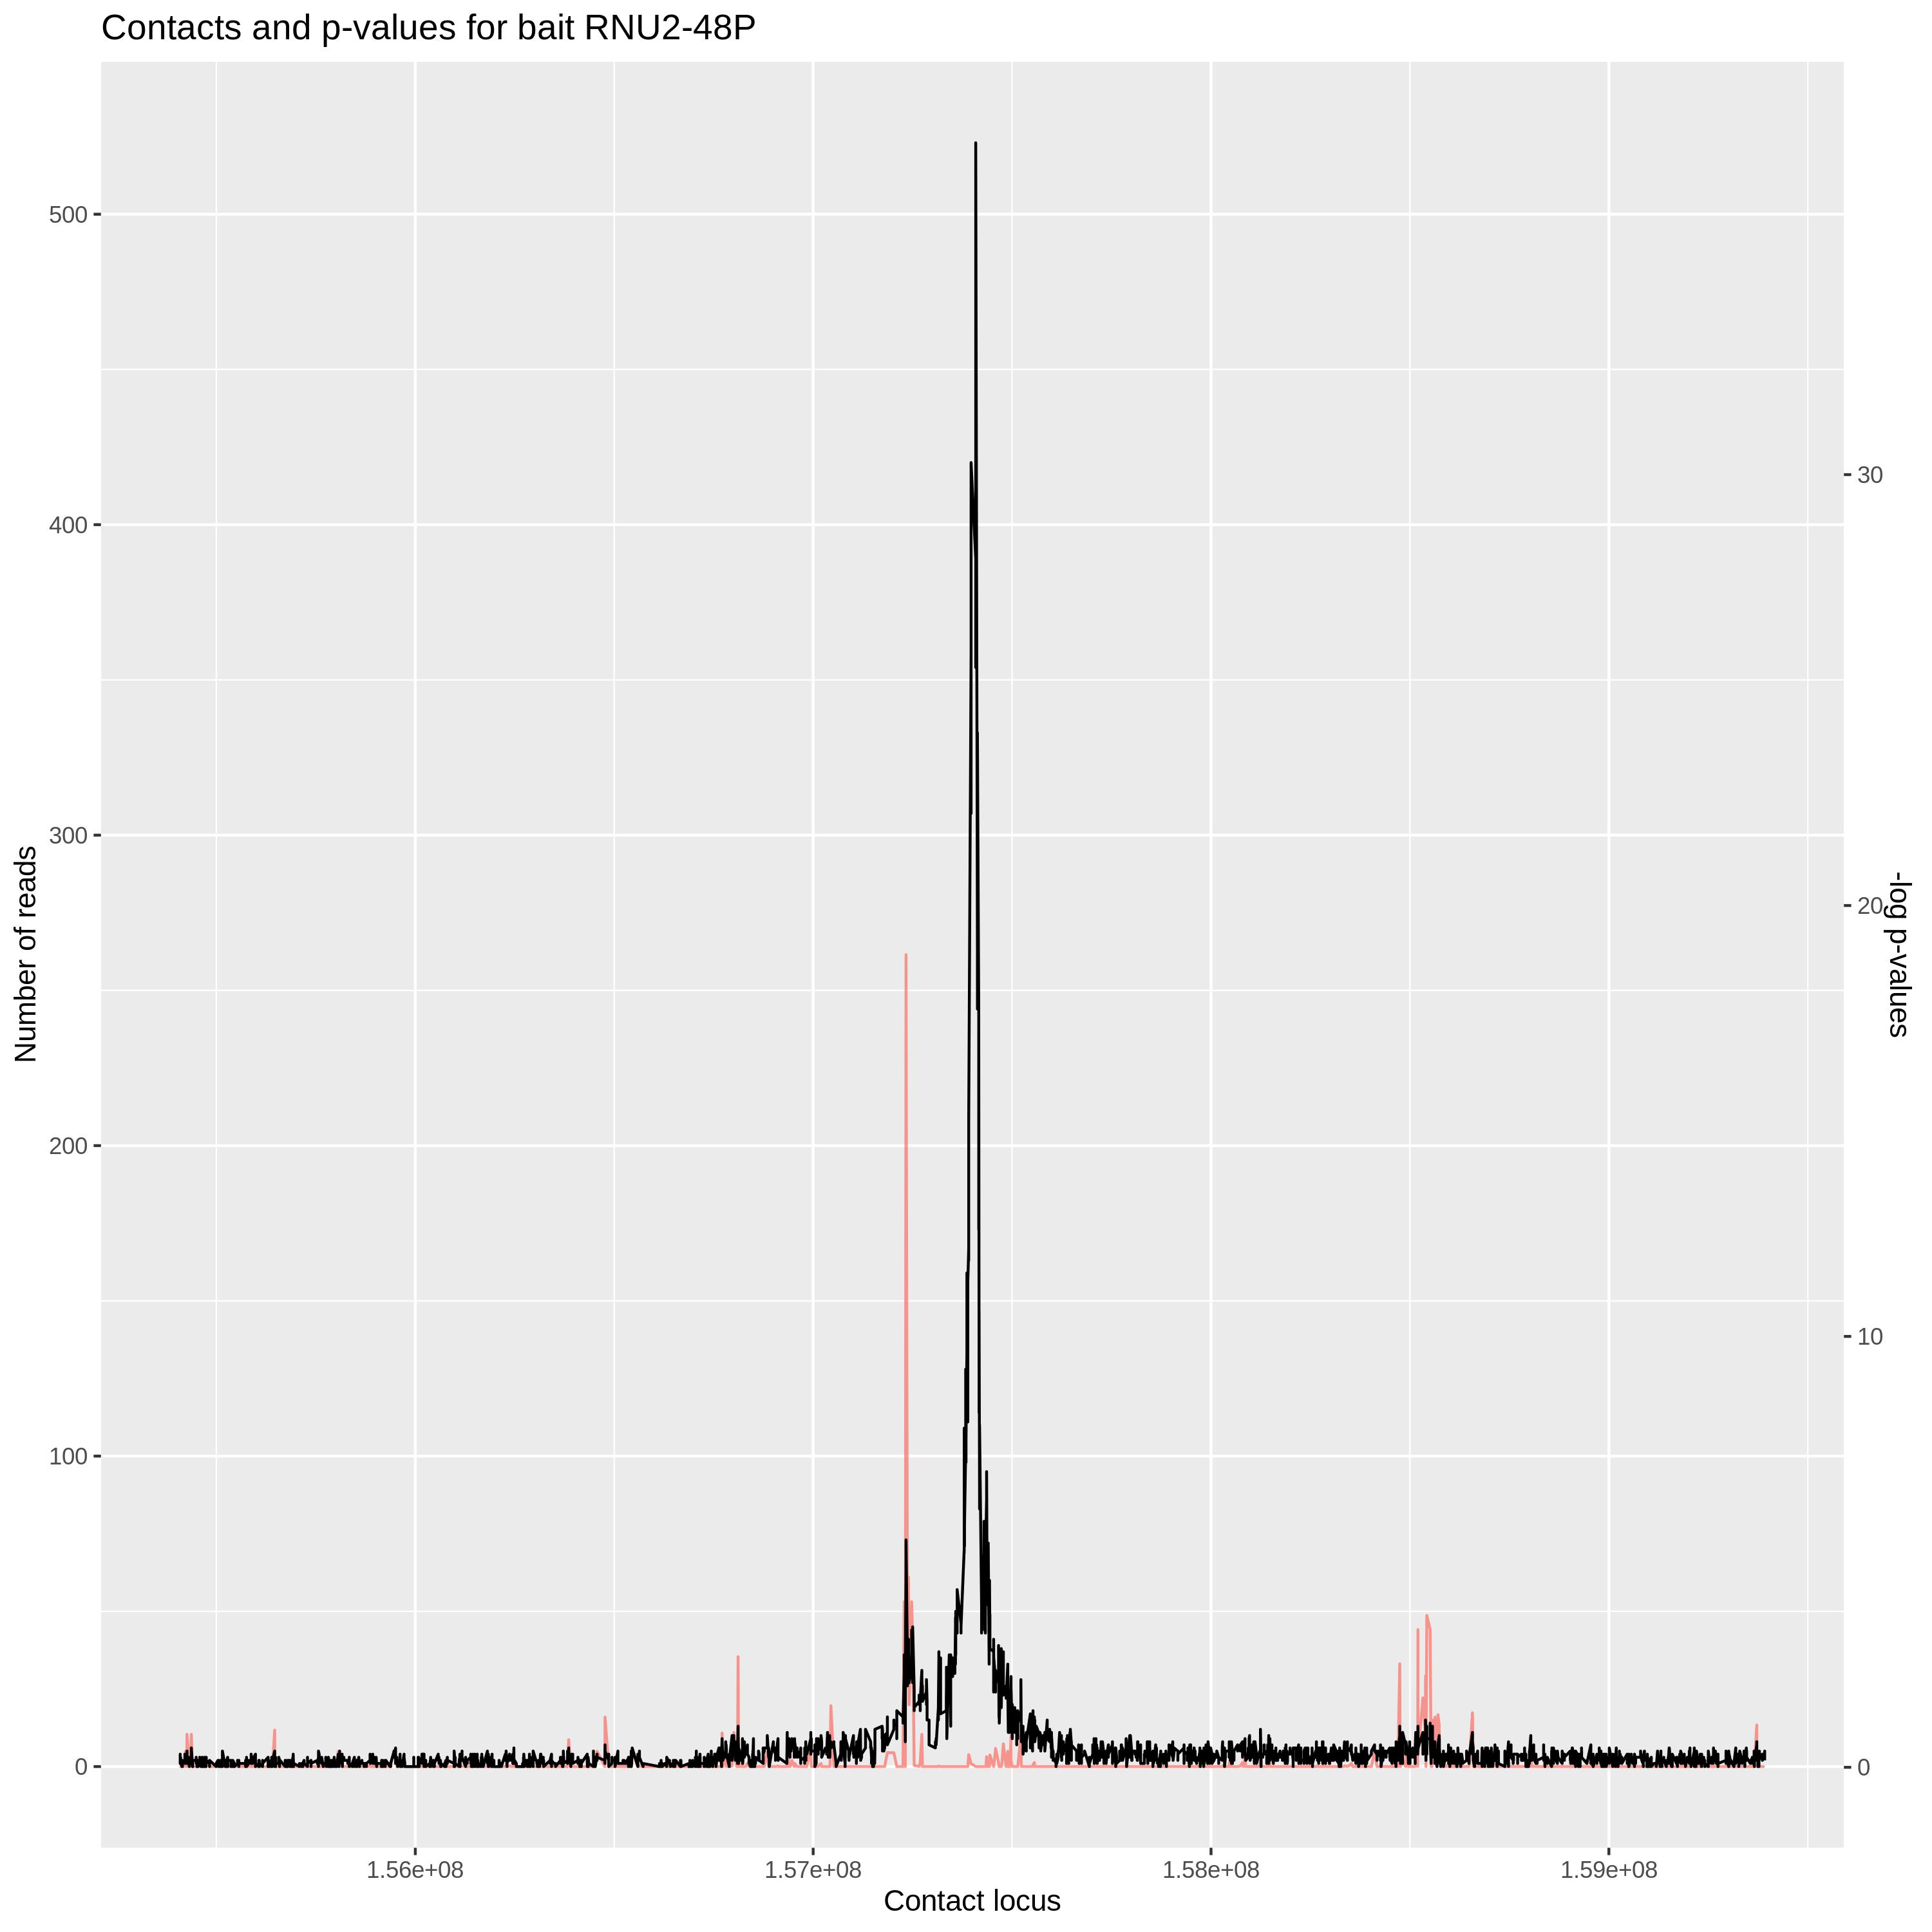 Contacts and p-values for bait RNU2-48P
Number of reads
500
400
300
200
100
0
30
20
10
0
-log p-values
1.56e+08
1.57e+08
1.58e+08
1.59e+08
Contact locus